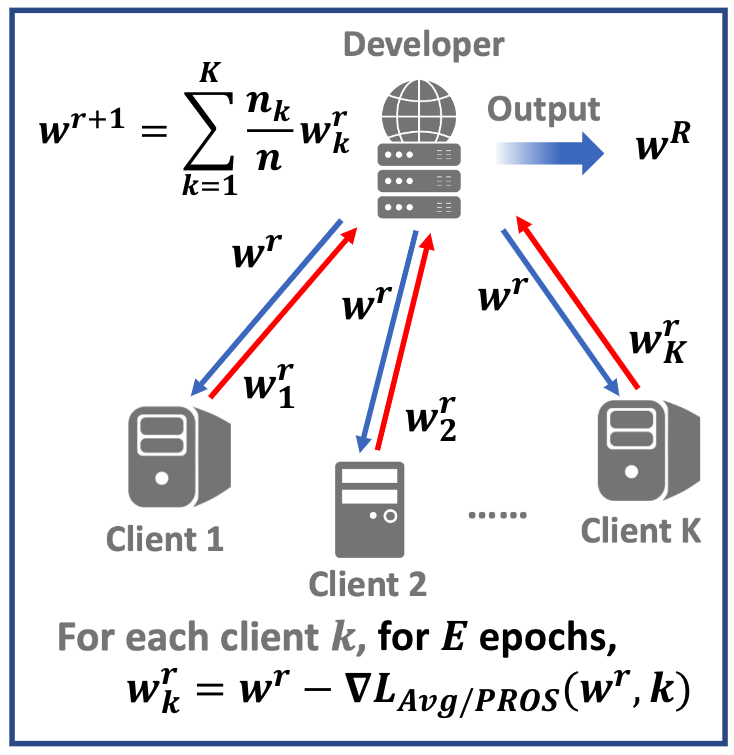 Developer
w^{r+1} = \sum_{k=1}^{K} \frac{n_k}{n} w_k^r
Output
w^R
w^r
w^r
w^r
w_1^r
w_2^r
w_K^r
Client 1
Client 2
......
Client K
For each client k, for E epochs,
w_k^r = w^r − ∇L_{Avg/PROS}(w^r, k)